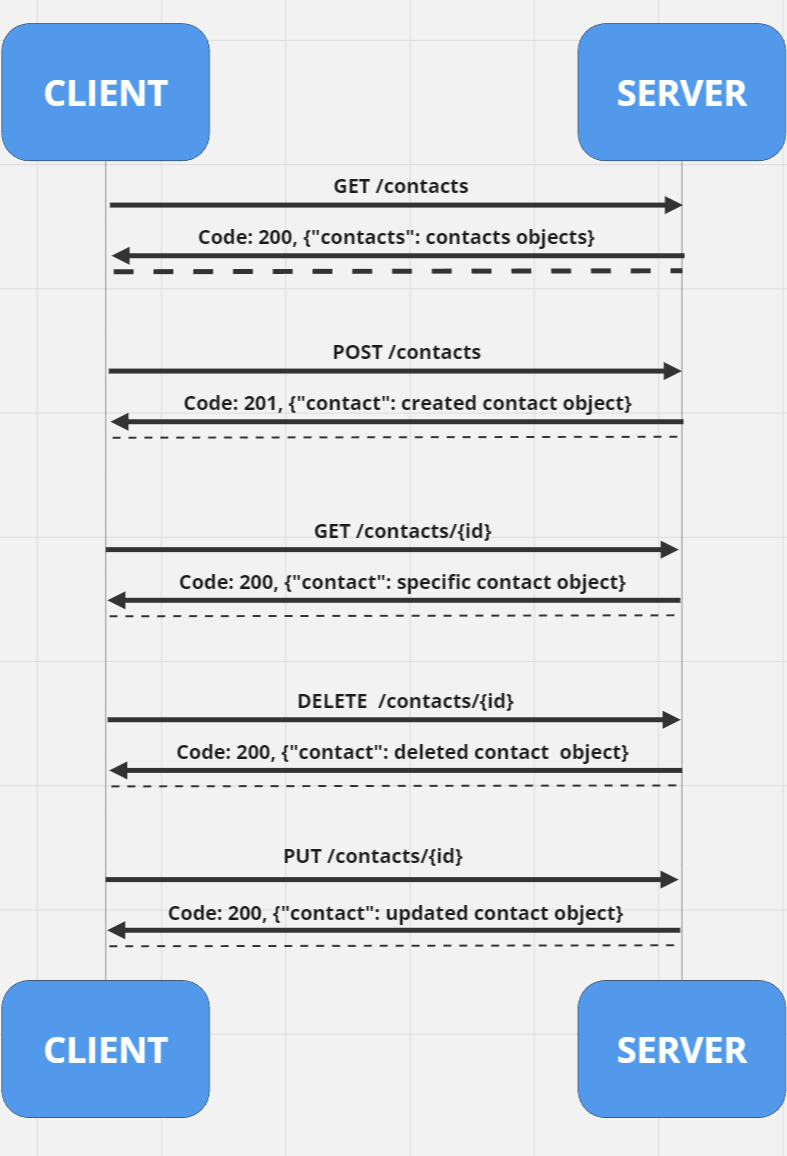 CLIENT
SERVER
GET /contacts
Code: 200, {"contacts": contacts objects}
POST /contacts
Code: 201, {"contact": created contact object}
GET /contacts/{id}
Code: 200, {"contact": specific contact object}
DELETE  /contacts/{id}
Code: 200, {"contact": deleted contact  object}
PUT /contacts/{id}
Code: 200, {"contact": updated contact object}
CLIENT
SERVER